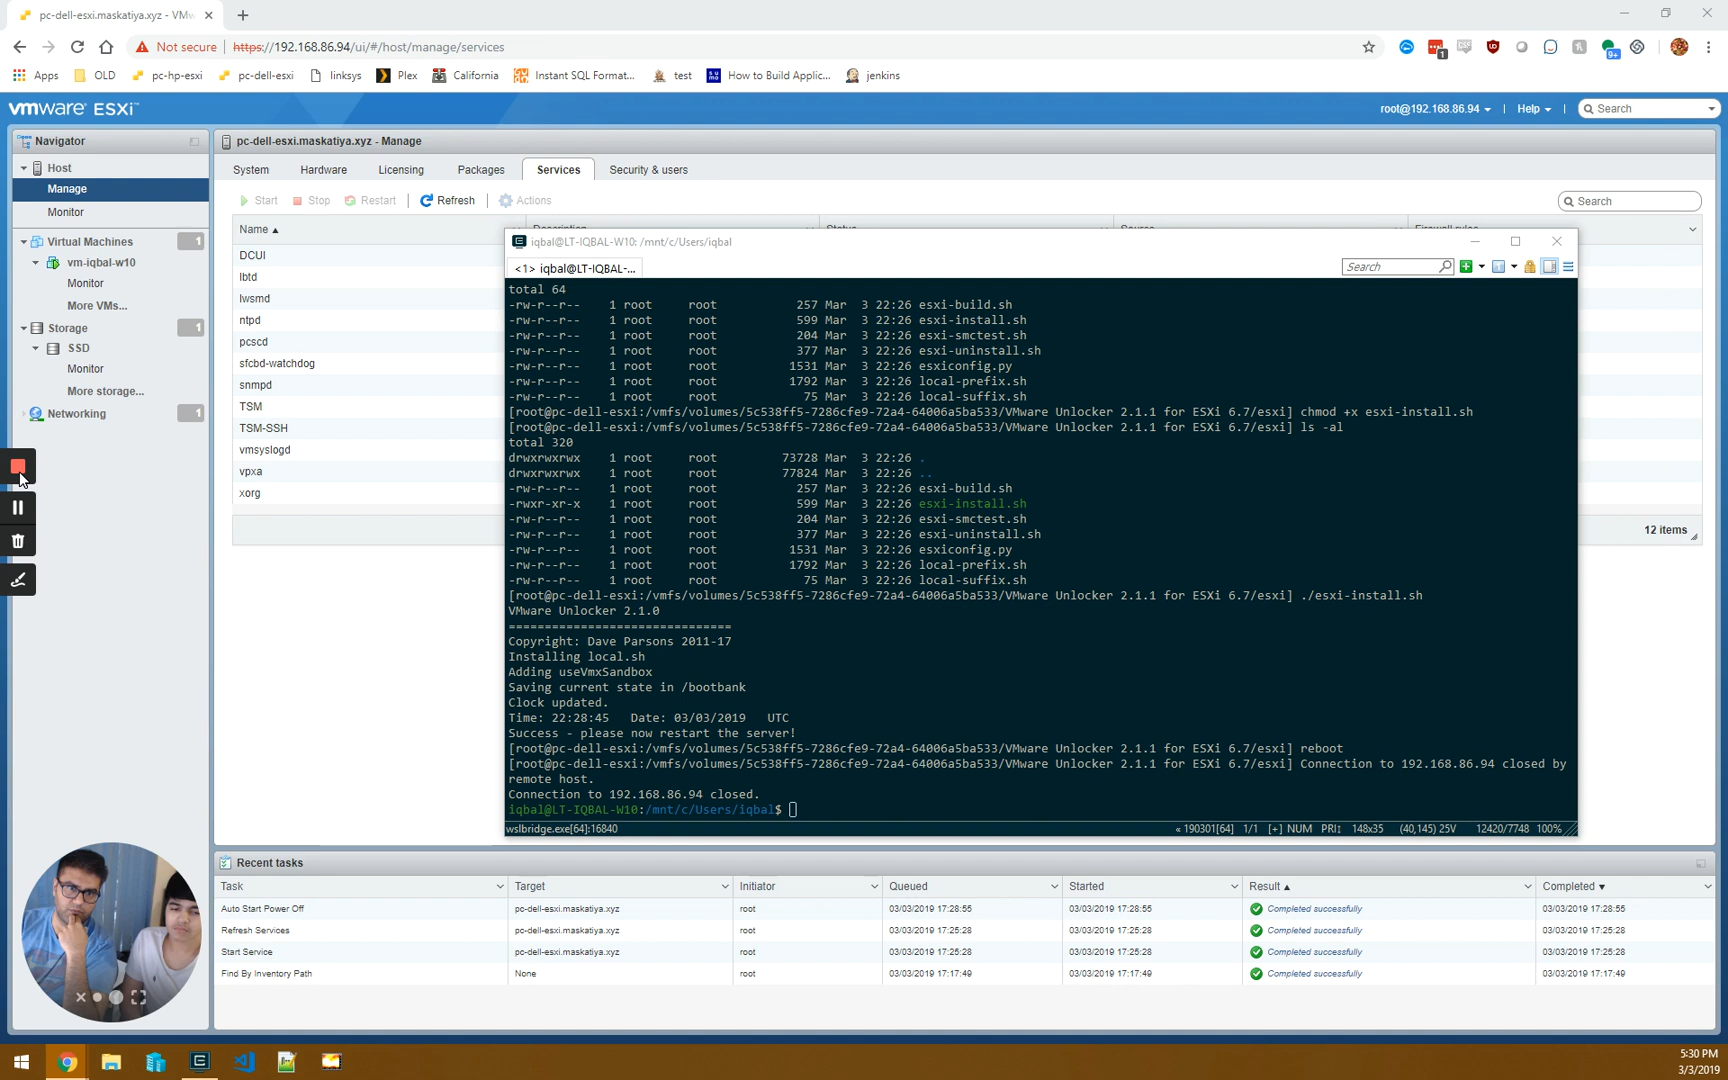 pc-dell-esxi.maskatiya.xyz - VMw
Not secure | https://192.168.86.94/ui/#/host/manage/services
1
9+
Apps OLD pc-hp-esxi pc-dell-esxi linksys Plex California Instant SQL Format... test How to Build Applic... jenkins
vmware ESXi™
root@192.168.86.94 | Help | Search
Navigator
pc-dell-esxi.maskatiya.xyz - Manage
Host
Manage
Monitor
Virtual Machines 1
vm-iqbal-w10
Monitor
More VMs...
Storage 1
SSD
Monitor
More storage...
Networking 1
System Hardware Licensing Packages Services Security & users
Start Stop Restart | Refresh | Actions
Search
Name
DCUI
lbtd
lwsmd
ntpd
pcscd
sfcbd-watchdog
snmpd
TSM
TSM-SSH
vmsyslogd
vpxa
xorg
12 items
iqbal@LT-IQBAL-W10: /mnt/c/Users/iqbal
<1> iqbal@LT-IQBAL-...
Search
total 64
-rw-r--r-- 1 root root 257 Mar 3 22:26 esxi-build.sh
-rw-r--r-- 1 root root 599 Mar 3 22:26 esxi-install.sh
-rw-r--r-- 1 root root 204 Mar 3 22:26 esxi-smctest.sh
-rw-r--r-- 1 root root 377 Mar 3 22:26 esxi-uninstall.sh
-rw-r--r-- 1 root root 1531 Mar 3 22:26 esxiconfig.py
-rw-r--r-- 1 root root 1792 Mar 3 22:26 local-prefix.sh
-rw-r--r-- 1 root root 75 Mar 3 22:26 local-suffix.sh
[root@pc-dell-esxi:/vmfs/volumes/5c538ff5-7286cfe9-72a4-64006a5ba533/VMware Unlocker 2.1.1 for ESXi 6.7/esxi] chmod +x esxi-install.sh
[root@pc-dell-esxi:/vmfs/volumes/5c538ff5-7286cfe9-72a4-64006a5ba533/VMware Unlocker 2.1.1 for ESXi 6.7/esxi] ls -al
total 320
drwxrwxrwx 1 root root 73728 Mar 3 22:26 .
drwxrwxrwx 1 root root 77824 Mar 3 22:26 ..
-rw-r--r-- 1 root root 257 Mar 3 22:26 esxi-build.sh
-rwxr-xr-x 1 root root 599 Mar 3 22:26 esxi-install.sh
-rw-r--r-- 1 root root 204 Mar 3 22:26 esxi-smctest.sh
-rw-r--r-- 1 root root 377 Mar 3 22:26 esxi-uninstall.sh
-rw-r--r-- 1 root root 1531 Mar 3 22:26 esxiconfig.py
-rw-r--r-- 1 root root 1792 Mar 3 22:26 local-prefix.sh
-rw-r--r-- 1 root root 75 Mar 3 22:26 local-suffix.sh
[root@pc-dell-esxi:/vmfs/volumes/5c538ff5-7286cfe9-72a4-64006a5ba533/VMware Unlocker 2.1.1 for ESXi 6.7/esxi] ./esxi-install.sh
VMware Unlocker 2.1.0
===============================
Copyright: Dave Parsons 2011-17
Installing local.sh
Adding useVmxSandbox
Saving current state in /bootbank
Clock updated.
Time: 22:28:45 Date: 03/03/2019 UTC
Success - please now restart the server!
[root@pc-dell-esxi:/vmfs/volumes/5c538ff5-7286cfe9-72a4-64006a5ba533/VMware Unlocker 2.1.1 for ESXi 6.7/esxi] reboot
[root@pc-dell-esxi:/vmfs/volumes/5c538ff5-7286cfe9-72a4-64006a5ba533/VMware Unlocker 2.1.1 for ESXi 6.7/esxi] Connection to 192.168.86.94 closed by
remote host.
Connection to 192.168.86.94 closed.
iqbal@LT-IQBAL-W10:/mnt/c/Users/iqbal$
wslbridge.exe[64]:16840 « 190301[64] 1/1 [+] NUM PRI↕ 148x35 (40,145) 25V 12420/7748 100%
Recent tasks
Task Target Initiator Queued Started Result Completed
Auto Start Power Off pc-dell-esxi.maskatiya.xyz root 03/03/2019 17:28:55 03/03/2019 17:28:55 Completed successfully 03/03/2019 17:28:55
Refresh Services pc-dell-esxi.maskatiya.xyz root 03/03/2019 17:25:28 03/03/2019 17:25:28 Completed successfully 03/03/2019 17:25:28
Start Service pc-dell-esxi.maskatiya.xyz root 03/03/2019 17:25:28 03/03/2019 17:25:28 Completed successfully 03/03/2019 17:25:28
Find By Inventory Path None root 03/03/2019 17:17:49 03/03/2019 17:17:49 Completed successfully 03/03/2019 17:17:49
5:30 PM
3/3/2019